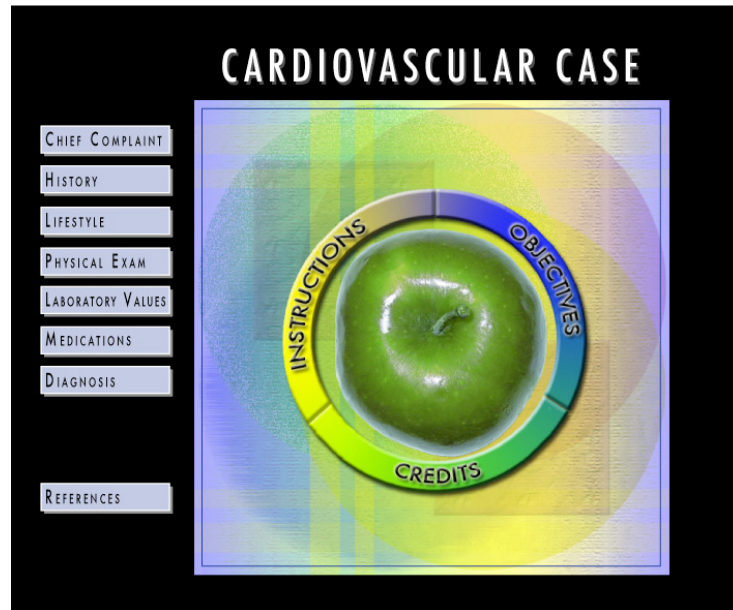 CARDIOVASCULAR CASE
CHIEF COMPLAINT
HISTORY
LIFESTYLE
PHYSICAL EXAM
LABORATORY VALUES
MEDICATIONS
DIAGNOSIS
REFERENCES
INSTRUCTIONS
OBJECTIVES
CREDITS